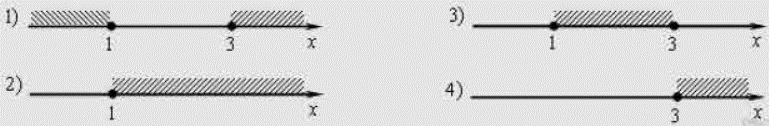 1) 1 3 x
3) 1 3 x
2) 1 x
4) 3 x